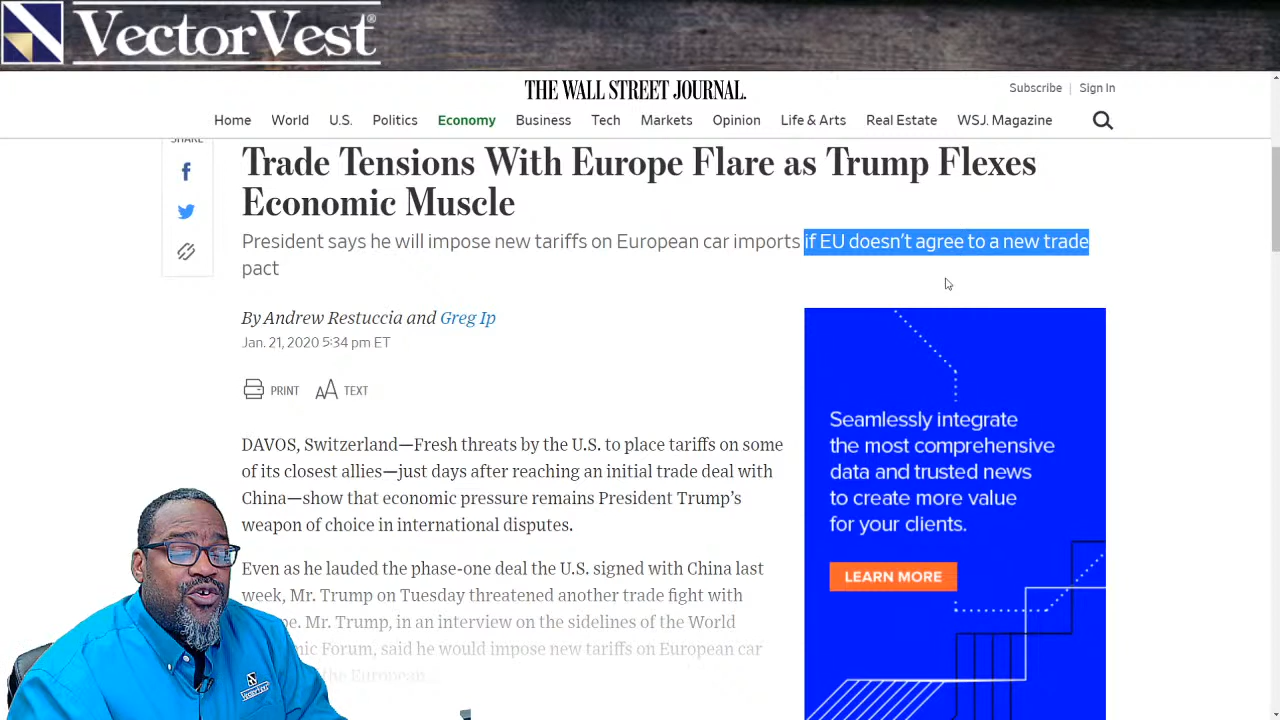 VectorVest®
THE WALL STREET JOURNAL.
Subscribe | Sign In
Home World U.S. Politics Economy Business Tech Markets Opinion Life & Arts Real Estate WSJ. Magazine
SHARE
Trade Tensions With Europe Flare as Trump Flexes
Economic Muscle
President says he will impose new tariffs on European car imports if EU doesn't agree to a new trade
pact
By Andrew Restuccia and Greg Ip
Jan. 21, 2020 5:34 pm ET
PRINT AA TEXT
DAVOS, Switzerland—Fresh threats by the U.S. to place tariffs on some
of its closest allies—just days after reaching an initial trade deal with
China—show that economic pressure remains President Trump's
weapon of choice in international disputes.
Even as he lauded the phase-one deal the U.S. signed with China last
week, Mr. Trump on Tuesday threatened another trade fight with
Mr. Trump, in an interview on the sidelines of the World
Forum, said he would impose new tariffs on European car
the European
Seamlessly integrate
the most comprehensive
data and trusted news
to create more value
for your clients.
LEARN MORE
VectorVest